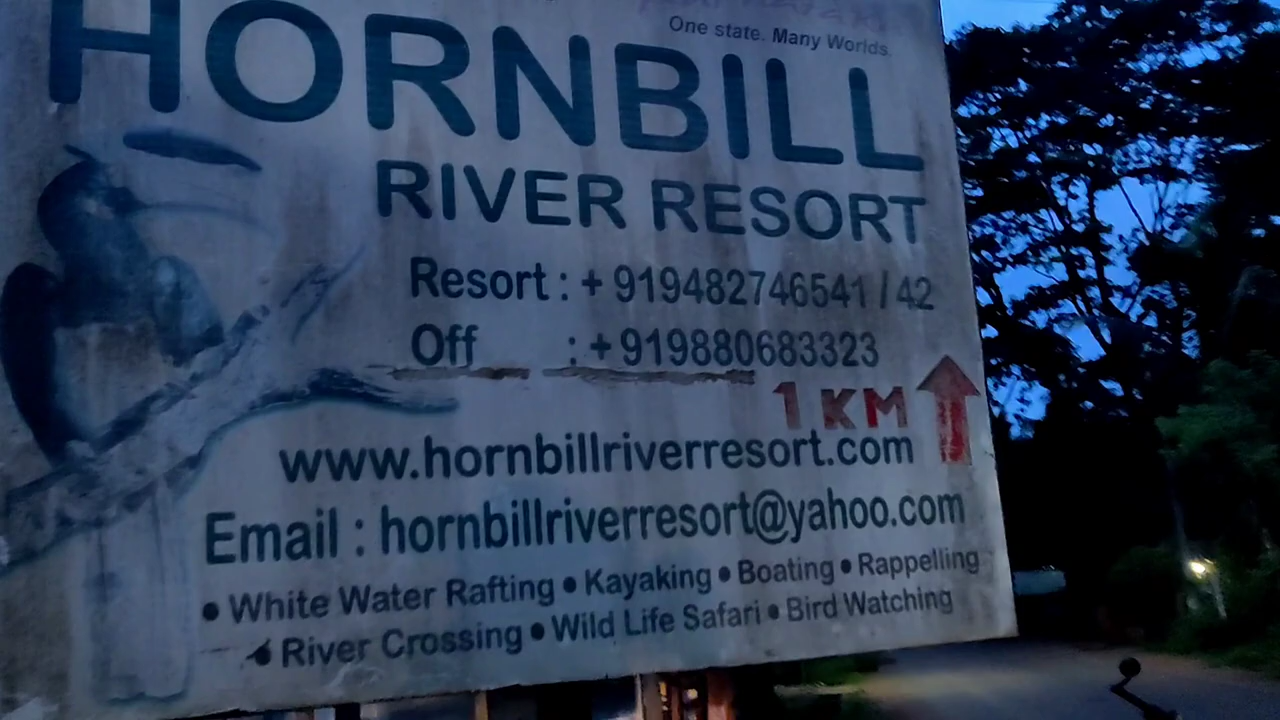 One state. Many Worlds.
HORNBILL
RIVER RESORT
Resort : + 919482746541 / 42
Off : + 919880683323
1 KM
www.hornbillriverresort.com
Email : hornbillriverresort@yahoo.com
• White Water Rafting • Kayaking • Boating • Rappelling
• River Crossing • Wild Life Safari • Bird Watching